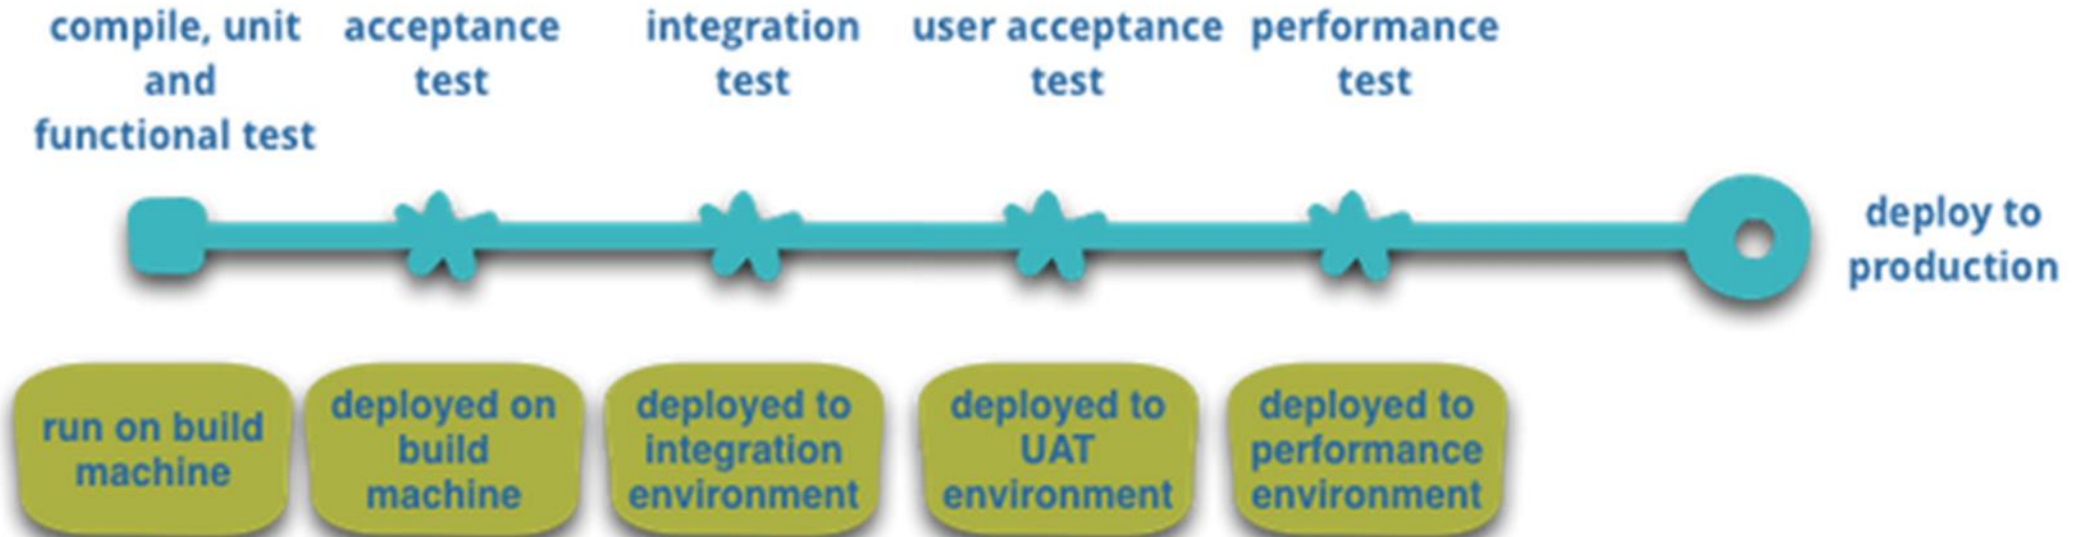 compile, unit
and
functional test
acceptance
test
integration
test
user acceptance
test
performance
test
deploy to
production
run on build
machine
deployed on
build
machine
deployed to
integration
environment
deployed to
UAT
environment
deployed to
performance
environment